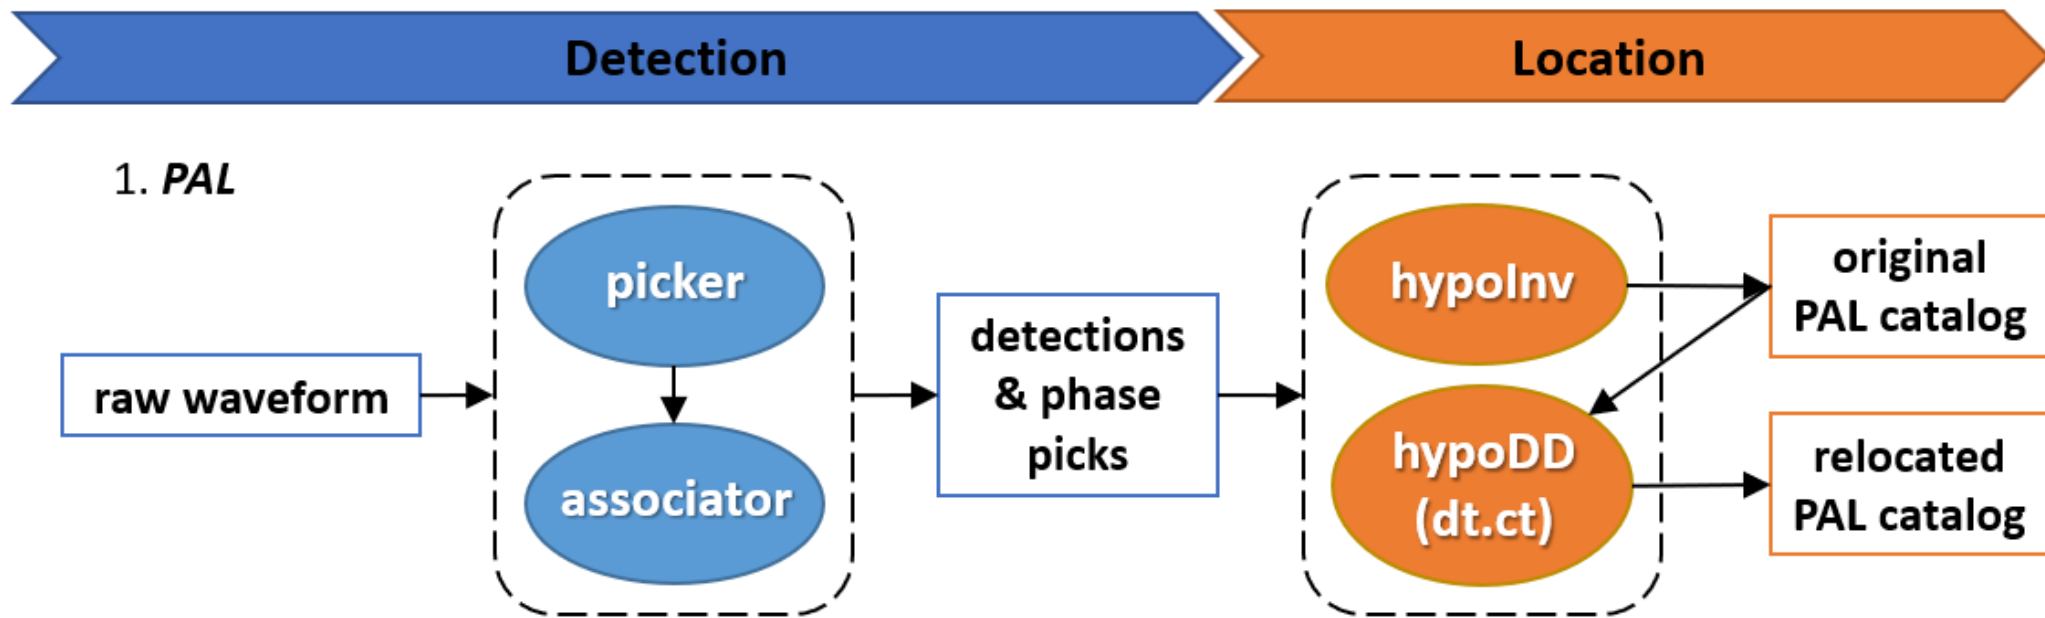 Detection
Location
1. PAL
picker
associator
raw waveform
detections
& phase
picks
hypoInv
hypoDD
(dt.ct)
original
PAL catalog
relocated
PAL catalog